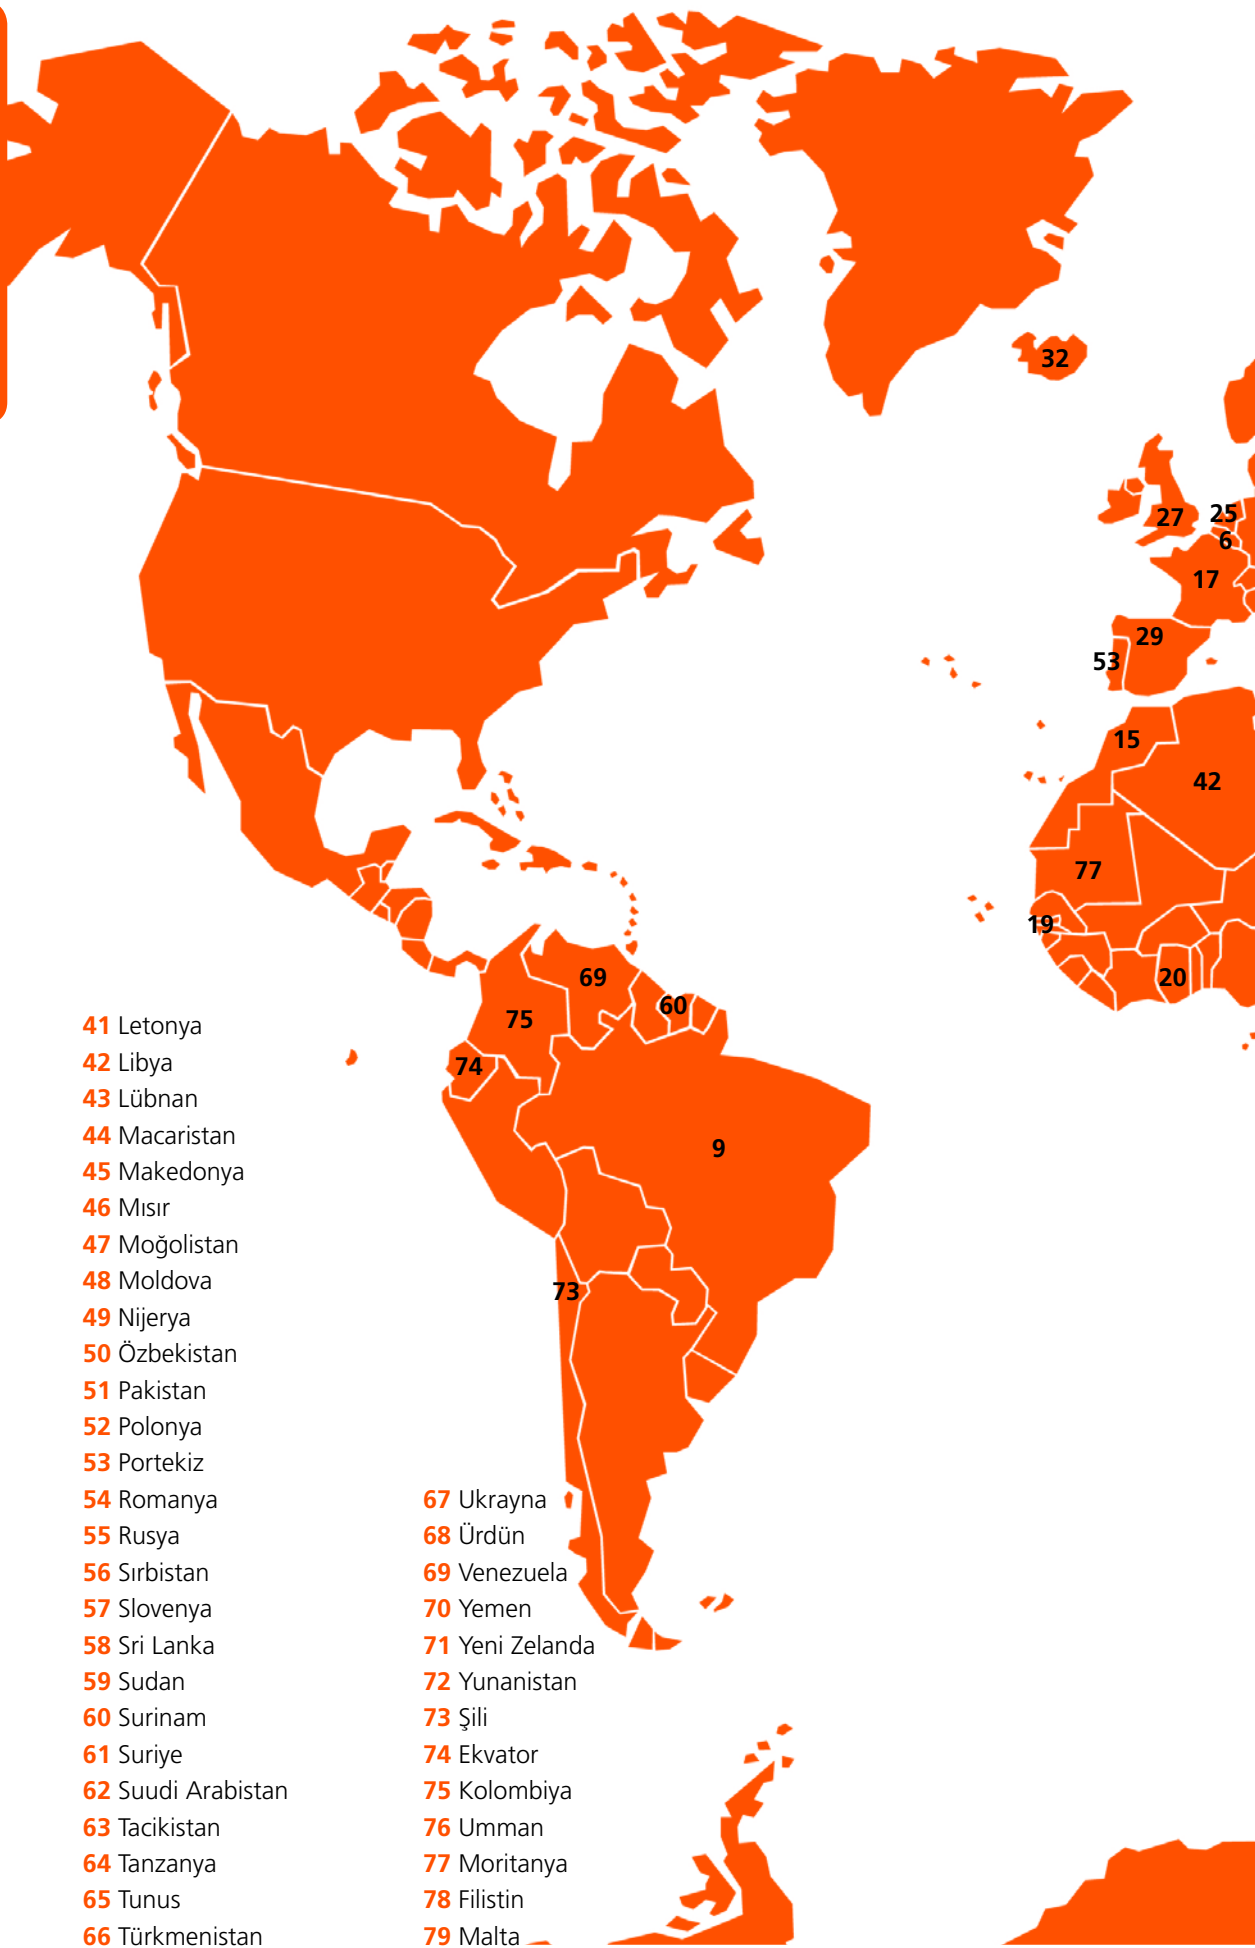 32
27
25
6
17
29
53
15
42
77
19
20
69
60
75
74
9
73
41 Letonya
42 Libya
43 Lübnan
44 Macaristan
45 Makedonya
46 Mısır
47 Moğolistan
48 Moldova
49 Nijerya
50 Özbekistan
51 Pakistan
52 Polonya
53 Portekiz
54 Romanya
55 Rusya
56 Sırbistan
57 Slovenya
58 Sri Lanka
59 Sudan
60 Surinam
61 Suriye
62 Suudi Arabistan
63 Tacikistan
64 Tanzanya
65 Tunus
66 Türkmenistan
67 Ukrayna
68 Ürdün
69 Venezuela
70 Yemen
71 Yeni Zelanda
72 Yunanistan
73 Şili
74 Ekvator
75 Kolombiya
76 Umman
77 Moritanya
78 Filistin
79 Malta